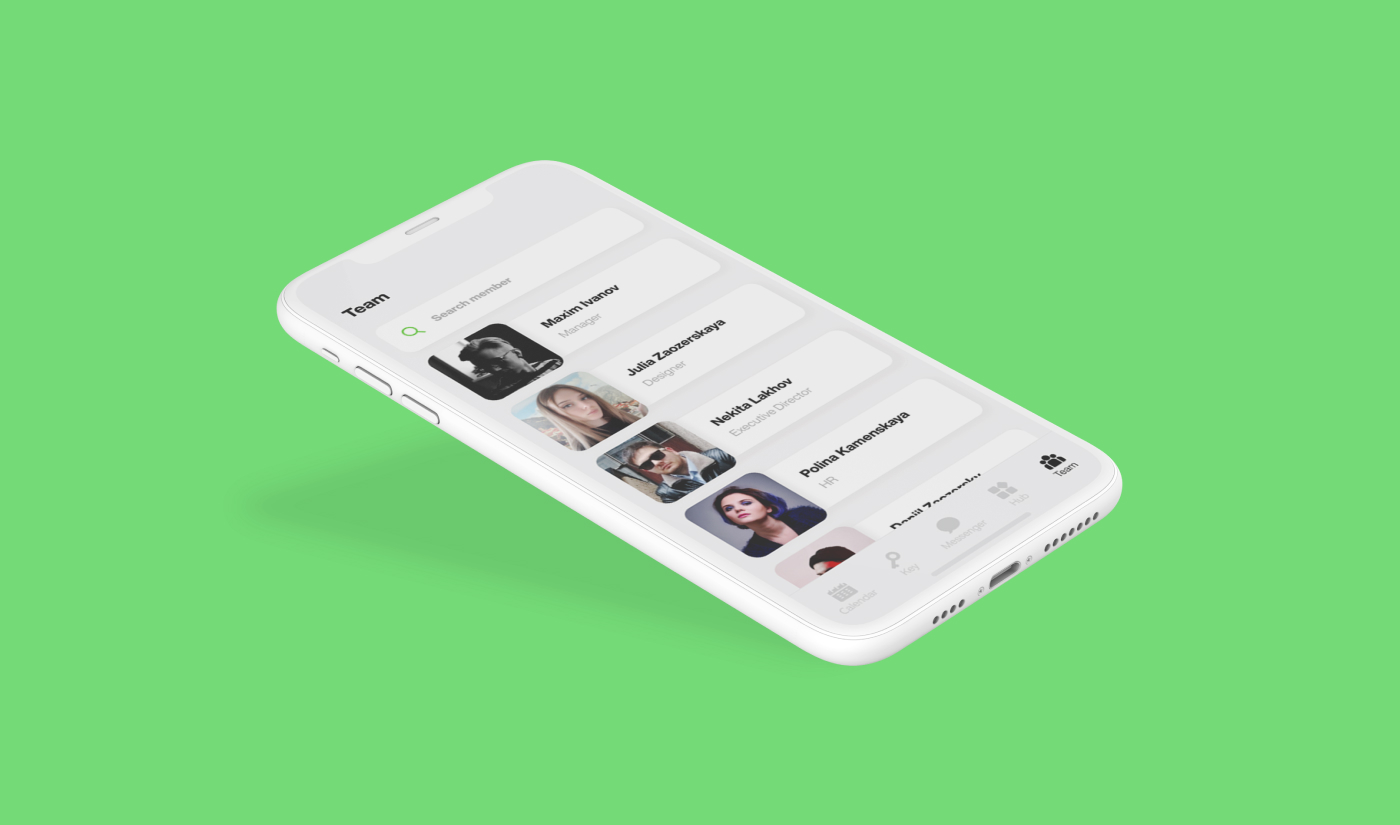 Team
Search member
Maxim Ivanov
Manager
Julia Zaozerskaya
Designer
Nekita Lakhov
Executive Director
Polina Kamenskaya
HR
Daniil Zaozersky
Calendar
Key
Messenger
Hub
Team